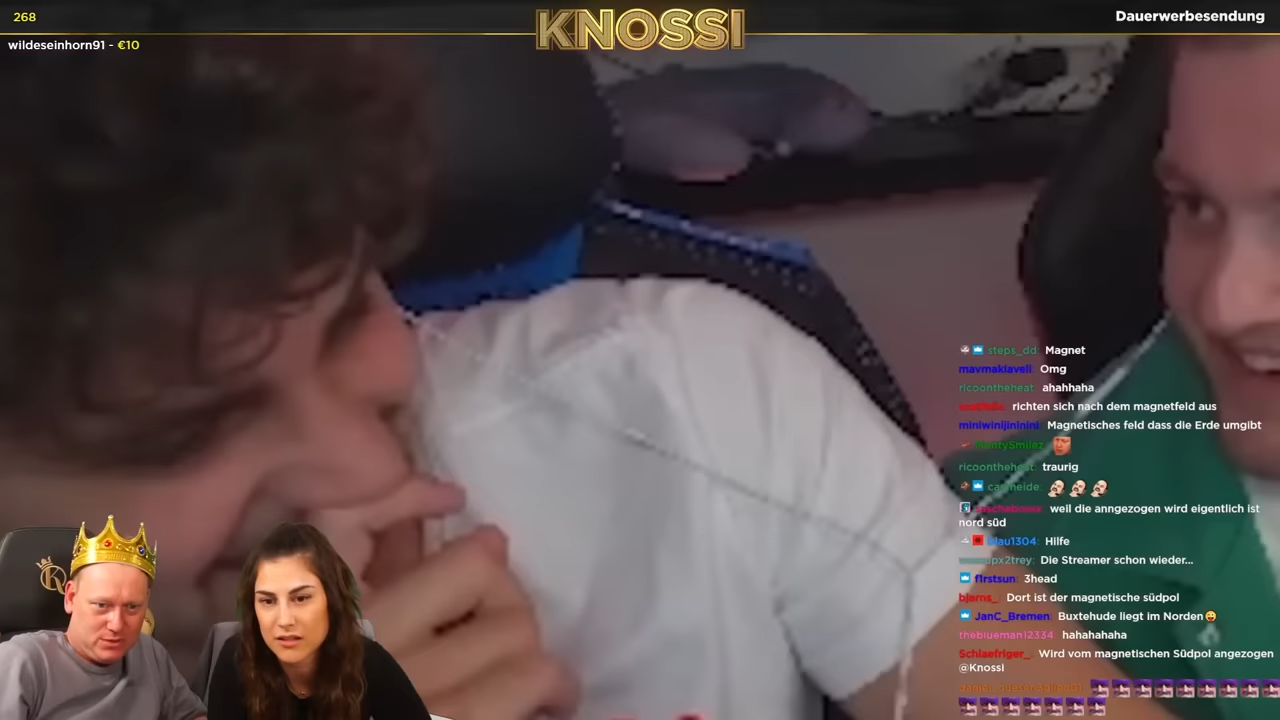 268
KNOSSI
Dauerwerbesendung
wildeseinhorn91 - €10
steps_dd: Magnet
mavmakiaveli: Omg
ricoontheheat: ahahhaha
richten sich nach dem magnetfeld aus
miniwinijininini: Magnetisches feld dass die Erde umgibt
ricoontheheat: traurig
weil die anngezogen wird eigentlich ist
nord süd
Hilfe
Die Streamer schon wieder...
f1rstsun: 3head
bjarns_: Dort ist der magnetische südpol
JanC_Bremen: Buxtehude liegt im Norden
theblueman12334: hahahahaha
Schlaefriger_: Wird vom magnetischen Südpol angezogen
@Knossi